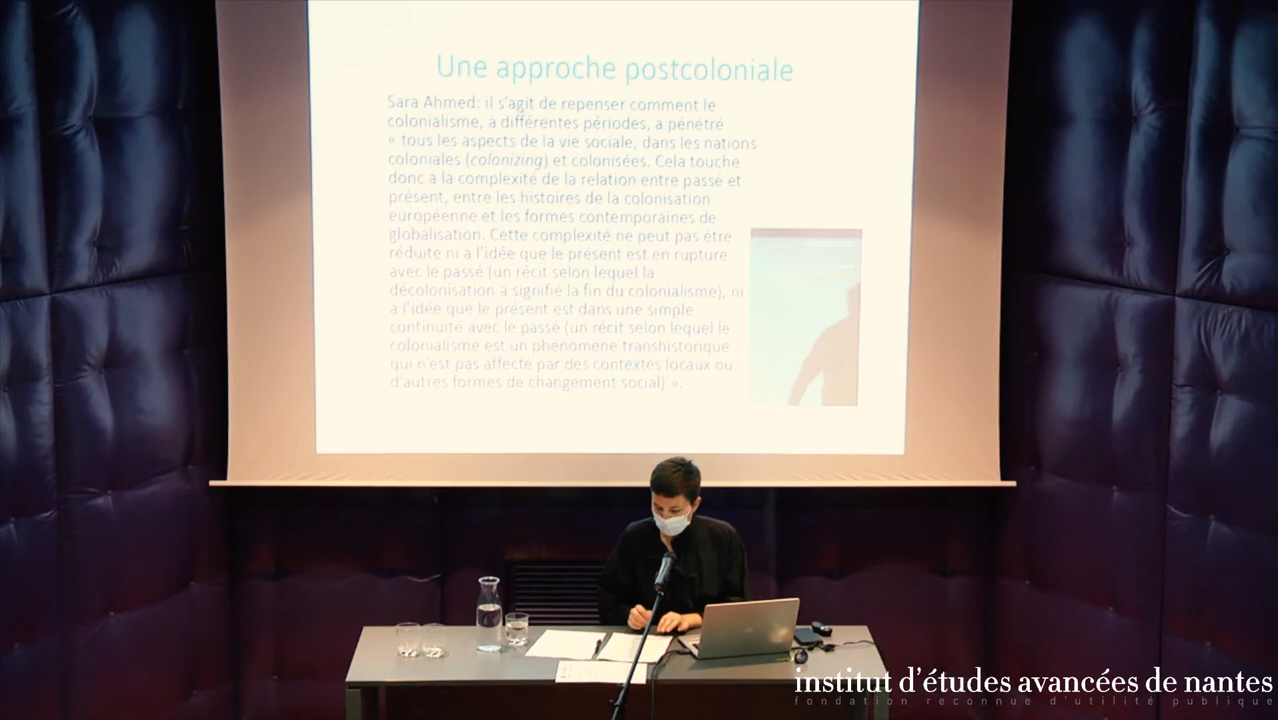 Une approche postcoloniale
Sara Ahmed: il s'agit de repenser comment le
colonialisme, à différentes périodes, a pénétré
« tous les aspects de la vie sociale, dans les nations
coloniales (colonizing) et colonisées. Cela touche
donc à la complexité de la relation entre passé et
présent, entre les histoires de la colonisation
européenne et les formes contemporaines de
globalisation. Cette complexité ne peut pas être
réduite ni à l'idée que le présent est en rupture
avec le passé (un récit selon lequel la
décolonisation a signifié la fin du colonialisme), ni
à l'idée que le présent est dans une simple
continuité avec le passé (un récit selon lequel le
colonialisme est un phénomène transhistorique
qui n'est pas affecté par des contextes locaux ou
d'autres formes de changement social) ».
institut d'études avancées de nantes
fondation reconnue d'utilité publique